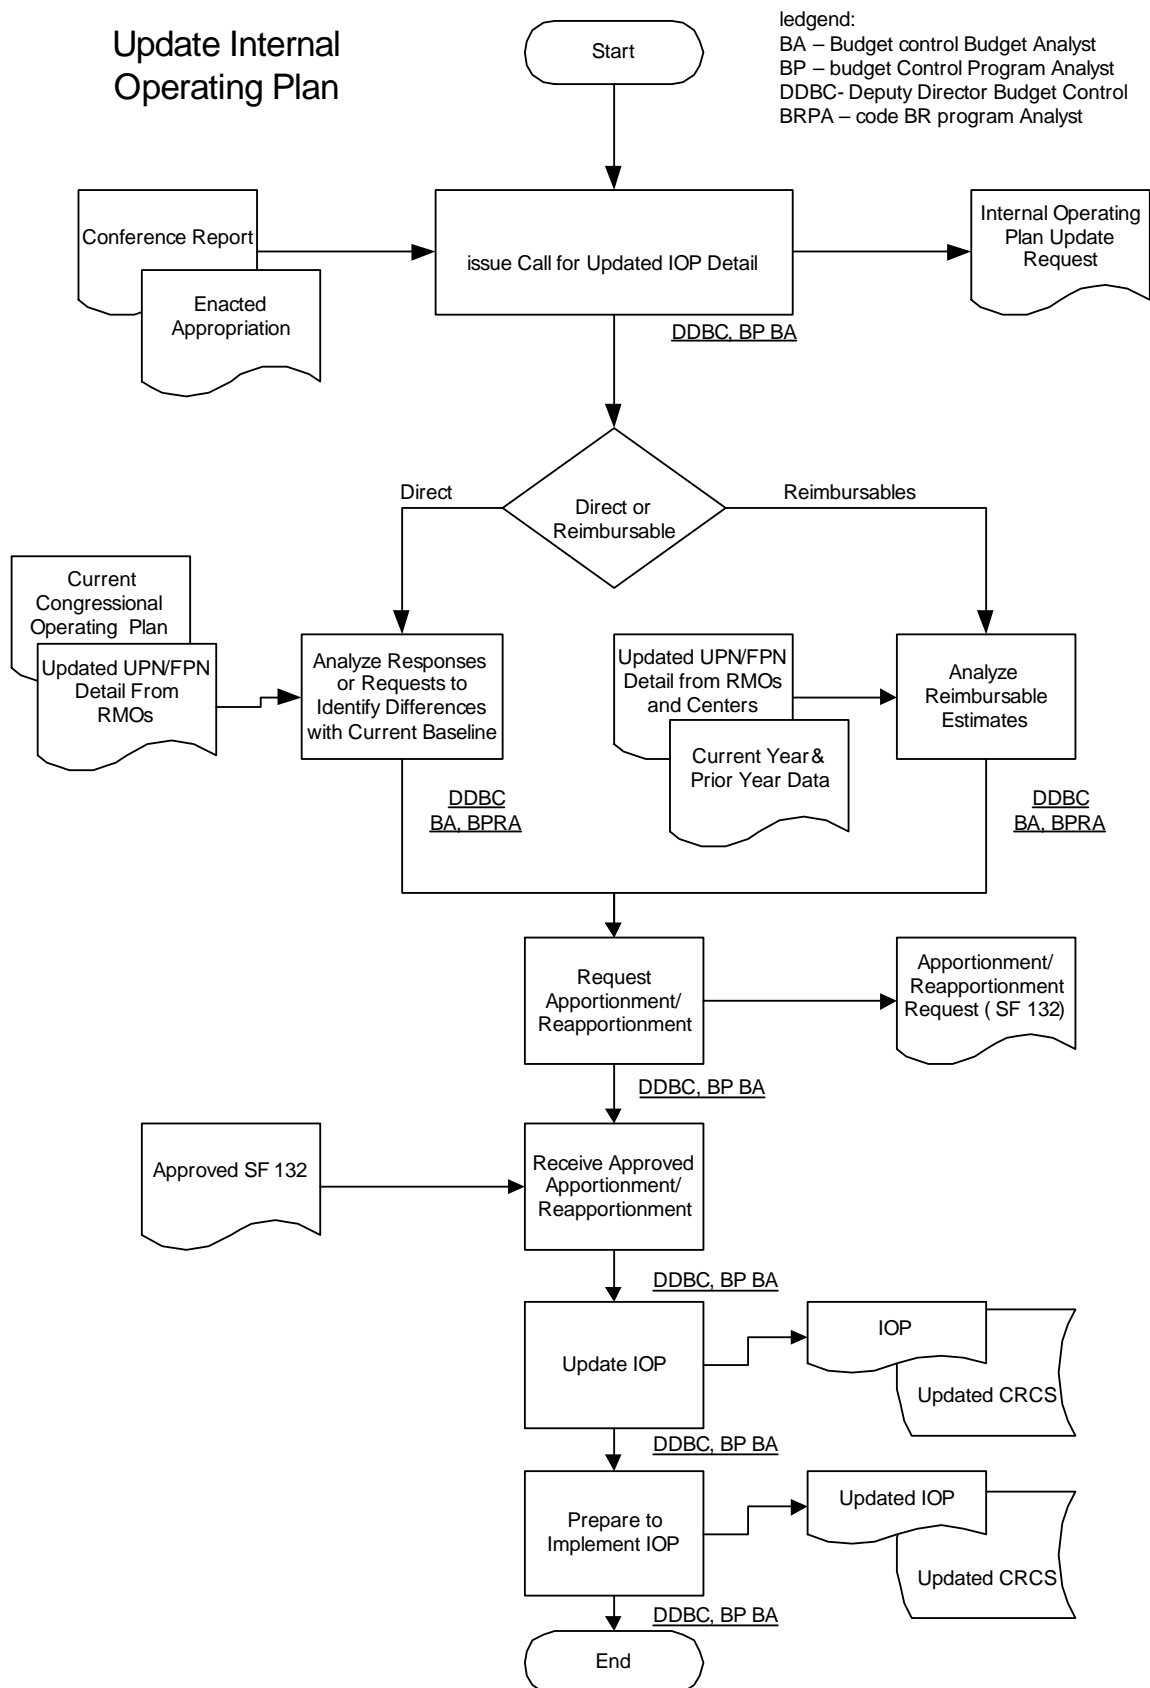 Update Internal
Operating Plan
Start
ledgend:
BA – Budget control Budget Analyst
BP – budget Control Program Analyst
DDBC- Deputy Director Budget Control
BRPA – code BR program Analyst
Conference Report
Enacted
Appropriation
issue Call for Updated IOP Detail
Internal Operating
Plan Update
Request
DDBC, BP BA
Direct
Direct or
Reimbursable
Reimbursables
Current
Congressional
Operating Plan
Updated UPN/FPN
Detail From
RMOs
Analyze Responses
or Requests to
Identify Differences
with Current Baseline
Updated UPN/FPN
Detail from RMOs
and Centers
Current Year &
Prior Year Data
Analyze
Reimbursable
Estimates
DDBC
BA, BPRA
DDBC
BA, BPRA
Request
Apportionment/
Reapportionment
Apportionment/
Reapportionment
Request ( SF 132)
DDBC, BP BA
Approved SF 132
Receive Approved
Apportionment/
Reapportionment
DDBC, BP BA
Update IOP
IOP
Updated CRCS
DDBC, BP BA
Prepare to
Implement IOP
Updated IOP
Updated CRCS
DDBC, BP BA
End